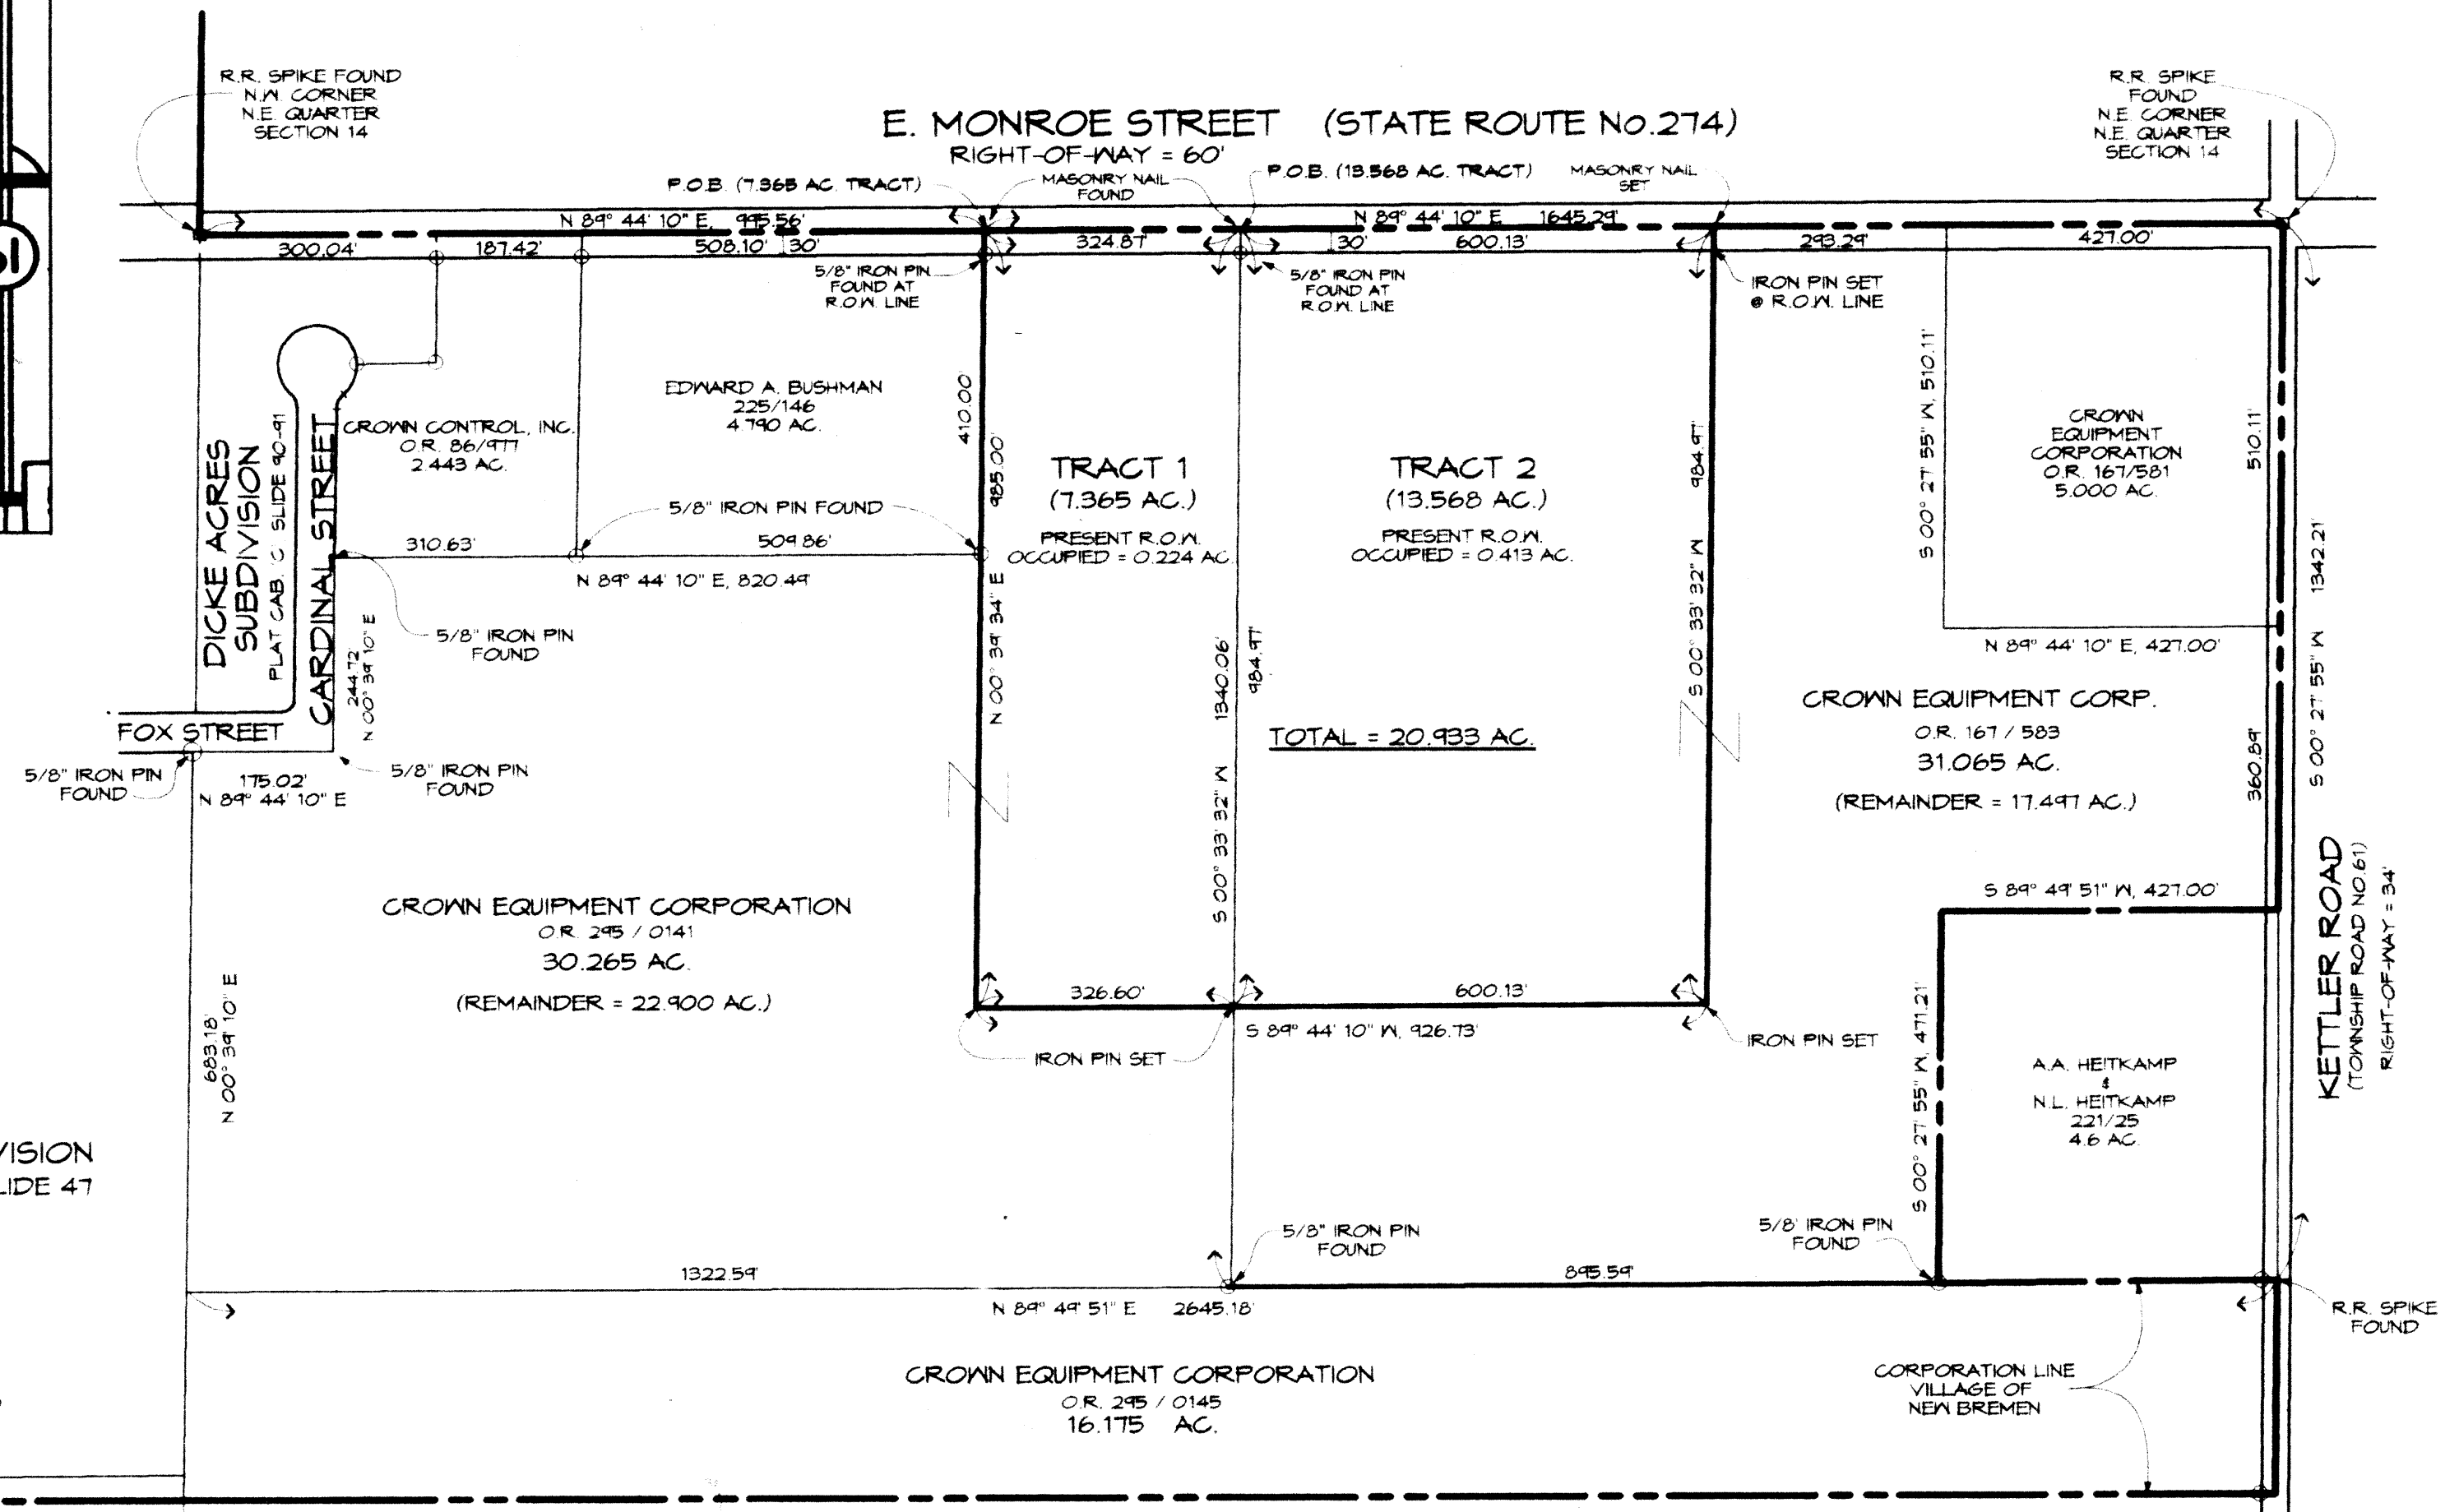 R.R. SPIKE FOUND
N.W. CORNER
N.E. QUARTER
SECTION 14
E. MONROE STREET (STATE ROUTE No.274)
RIGHT-OF-WAY = 60'
R.R. SPIKE
FOUND
N.E. CORNER
N.E. QUARTER
SECTION 14
P.O.B. (7.365 AC. TRACT)
MASONRY NAIL
FOUND
P.O.B. (13.568 AC. TRACT)
MASONRY NAIL
SET
N 89° 44' 10" E, 995.56'
N 89° 44' 10" E 1645.29'
300.04'
187.42'
508.10'
30'
324.87'
30'
600.13'
293.29'
427.00'
5/8" IRON PIN
FOUND AT
R.O.W. LINE
5/8" IRON PIN
FOUND AT
R.O.W. LINE
IRON PIN SET
@ R.O.W. LINE
DICKE ACRES
SUBDIVISION
PLAT CAB. 'C' SLIDE 90-91
CARDINAL STREET
CROWN CONTROL, INC.
O.R. 86/977
2.443 AC.
EDWARD A. BUSHMAN
225/146
4.790 AC.
410.00'
985.00'
N 00° 39' 34" E
TRACT 1
(7.365 AC.)
PRESENT R.O.W.
OCCUPIED = 0.224 AC.
TRACT 2
(13.568 AC.)
PRESENT R.O.W.
OCCUPIED = 0.413 AC.
984.97'
S 00° 33' 32" W
S 00° 27' 55" W, 510.11'
CROWN
EQUIPMENT
CORPORATION
O.R. 167/581
5.000 AC.
510.11'
S 00° 27' 55" W 1342.21'
5/8" IRON PIN FOUND
310.63'
509.86'
N 89° 44' 10" E, 820.49'
5/8" IRON PIN
FOUND
244.72'
N 00° 39' 10" E
S 00° 33' 32" W 1340.06'
984.97'
TOTAL = 20.933 AC.
N 89° 44' 10" E, 427.00'
CROWN EQUIPMENT CORP.
O.R. 167 / 583
31.065 AC.
(REMAINDER = 17.497 AC.)
360.89'
FOX STREET
5/8" IRON PIN
FOUND
175.02'
N 89° 44' 10" E
5/8" IRON PIN
FOUND
KETTLER ROAD
(TOWNSHIP ROAD NO.61)
RIGHT-OF-WAY = 34'
CROWN EQUIPMENT CORPORATION
O.R. 295 / 0141
30.265 AC.
(REMAINDER = 22.900 AC.)
S 89° 49' 51" W, 427.00'
683.18'
N 00° 39' 10" E
326.60'
600.13'
S 89° 44' 10" W, 926.73'
IRON PIN SET
IRON PIN SET
S 00° 27' 55" W, 471.21'
A.A. HEITKAMP
&
N.L. HEITKAMP
221/25
4.6 AC.
VISION
LIDE 47
5/8" IRON PIN
FOUND
5/8' IRON PIN
FOUND
1322.59'
895.59'
N 89° 49' 51" E 2645.18'
R.R. SPIKE
FOUND
CROWN EQUIPMENT CORPORATION
O.R. 295 / 0145
16.175 AC.
CORPORATION LINE
VILLAGE OF
NEW BREMEN